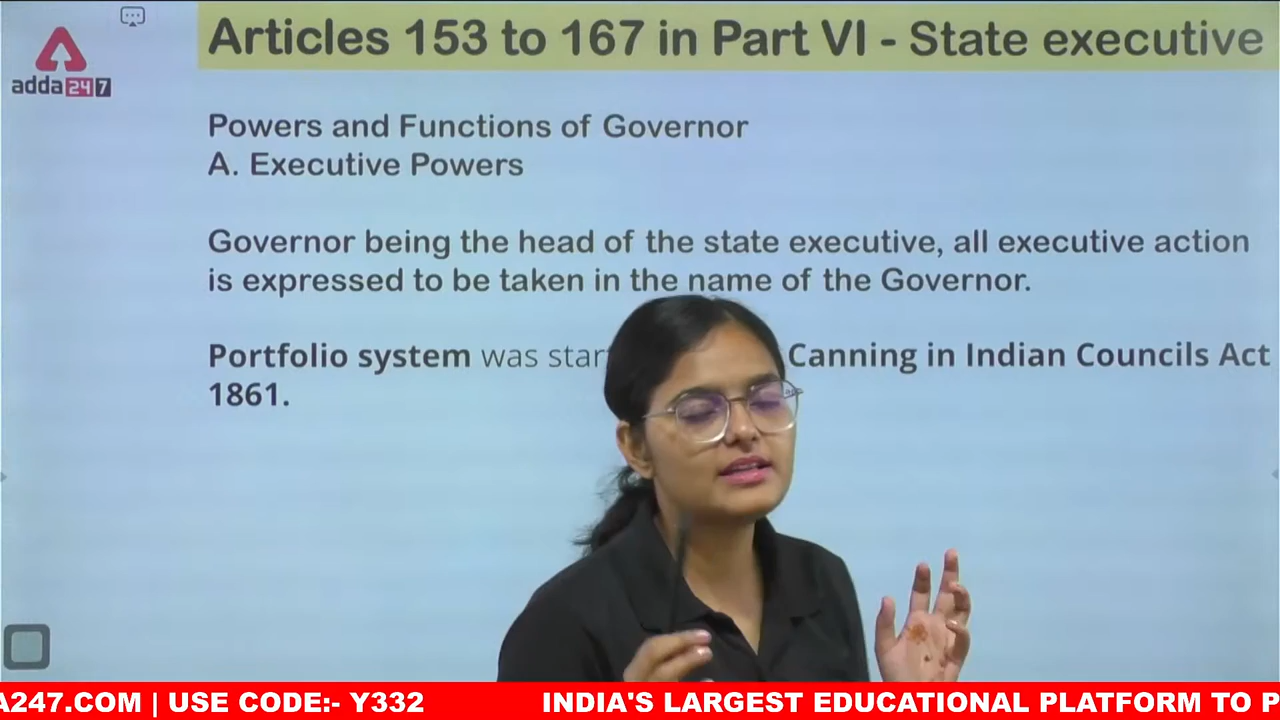 Articles 153 to 167 in Part VI - State executive
adda247
Powers and Functions of Governor
A. Executive Powers
Governor being the head of the state executive, all executive action
is expressed to be taken in the name of the Governor.
Portfolio system was Canning in Indian Councils Act
1861.
A247.COM | USE CODE:- Y332 INDIA'S LARGEST EDUCATIONAL PLATFORM TO